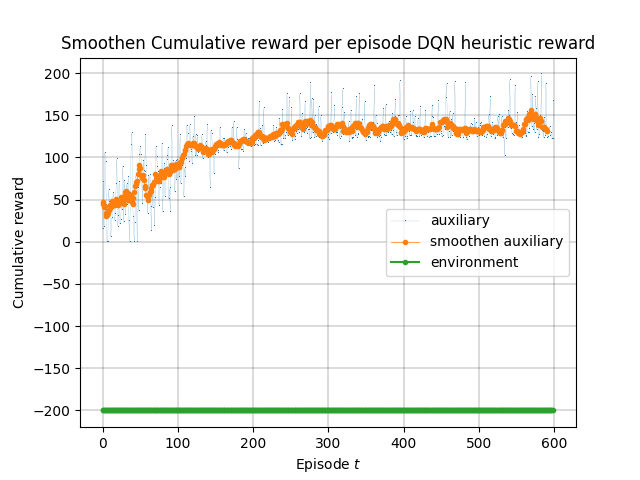 Smoothen Cumulative reward per episode DQN heuristic reward
200
150
100
50
0
−50
−100
−150
−200
Cumulative reward
auxiliary
smoothen auxiliary
environment
0 100 200 300 400 500 600
Episode t